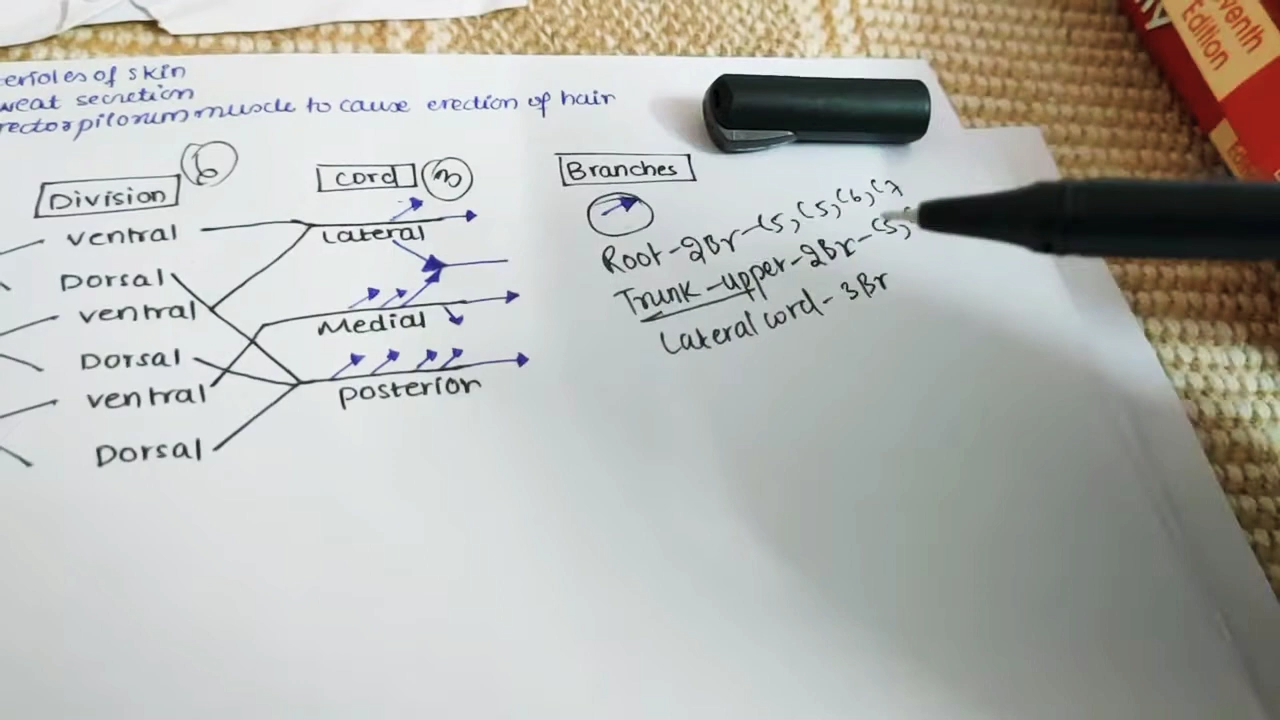 erioles of skin
weat secretion
rectorpilorum muscle to cause erection of hair
Division 6
cord 3
Branches
ventral
Dorsal
ventral
Dorsal
ventral
Dorsal
Lateral
Medial
posterior
Root-2Br-C5,C5,C6,C7
Trunk-upper-2Br-C5,
Lateral cord-3Br
venth
Edition